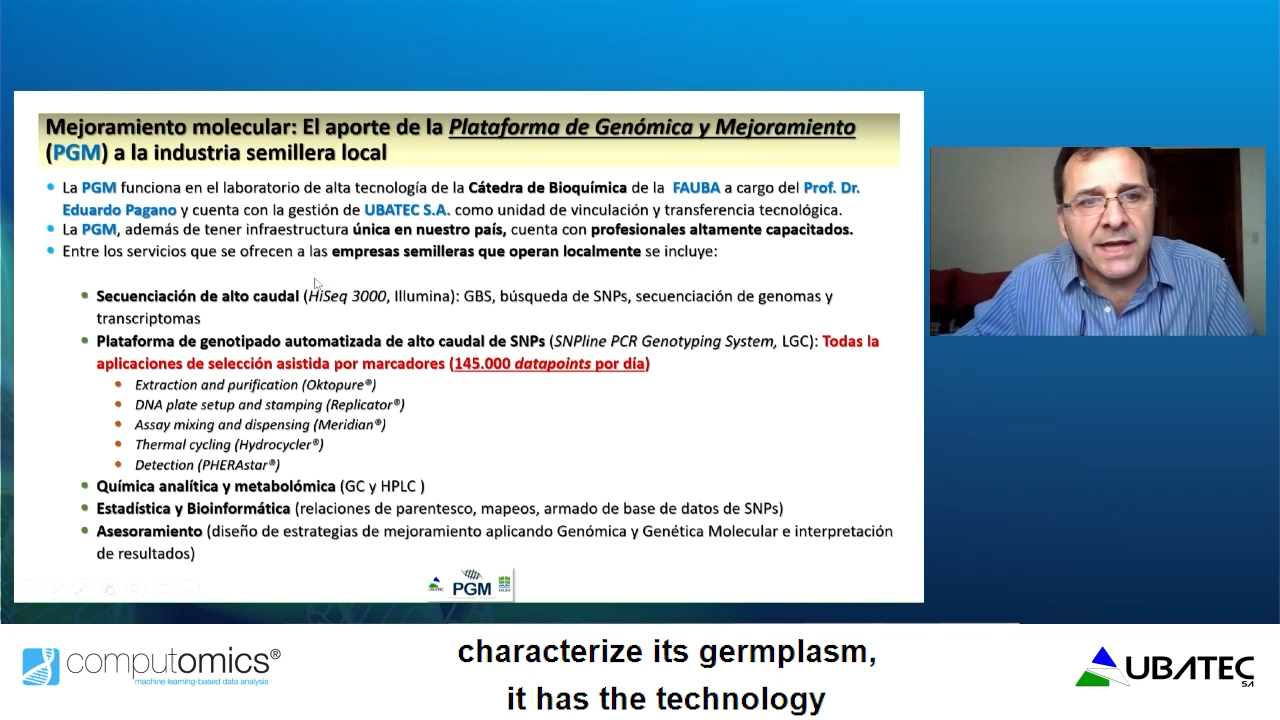 Mejoramiento molecular: El aporte de la Plataforma de Genómica y Mejoramiento
(PGM) a la industria semillera local
• La PGM funciona en el laboratorio de alta tecnología de la Cátedra de Bioquímica de la FAUBA a cargo del Prof. Dr.
Eduardo Pagano y cuenta con la gestión de UBATEC S.A. como unidad de vinculación y transferencia tecnológica.
• La PGM, además de tener infraestructura única en nuestro país, cuenta con profesionales altamente capacitados.
• Entre los servicios que se ofrecen a las empresas semilleras que operan localmente se incluye:
• Secuenciación de alto caudal (HiSeq 3000, Illumina): GBS, búsqueda de SNPs, secuenciación de genomas y
transcriptomas
• Plataforma de genotipado automatizada de alto caudal de SNPs (SNPline PCR Genotyping System, LGC): Todas la
aplicaciones de selección asistida por marcadores (145.000 datapoints por día)
• Extraction and purification (Oktopure®)
• DNA plate setup and stamping (Replicator®)
• Assay mixing and dispensing (Meridian®)
• Thermal cycling (Hydrocycler®)
• Detection (PHERAstar®)
• Química analítica y metabolómica (GC y HPLC )
• Estadística y Bioinformática (relaciones de parentesco, mapeos, armado de base de datos de SNPs)
• Asesoramiento (diseño de estrategias de mejoramiento aplicando Genómica y Genética Molecular e interpretación
de resultados)
PGM
characterize its germplasm,
it has the technology
computomics®
machine learning-based data analysis
UBATEC
SA